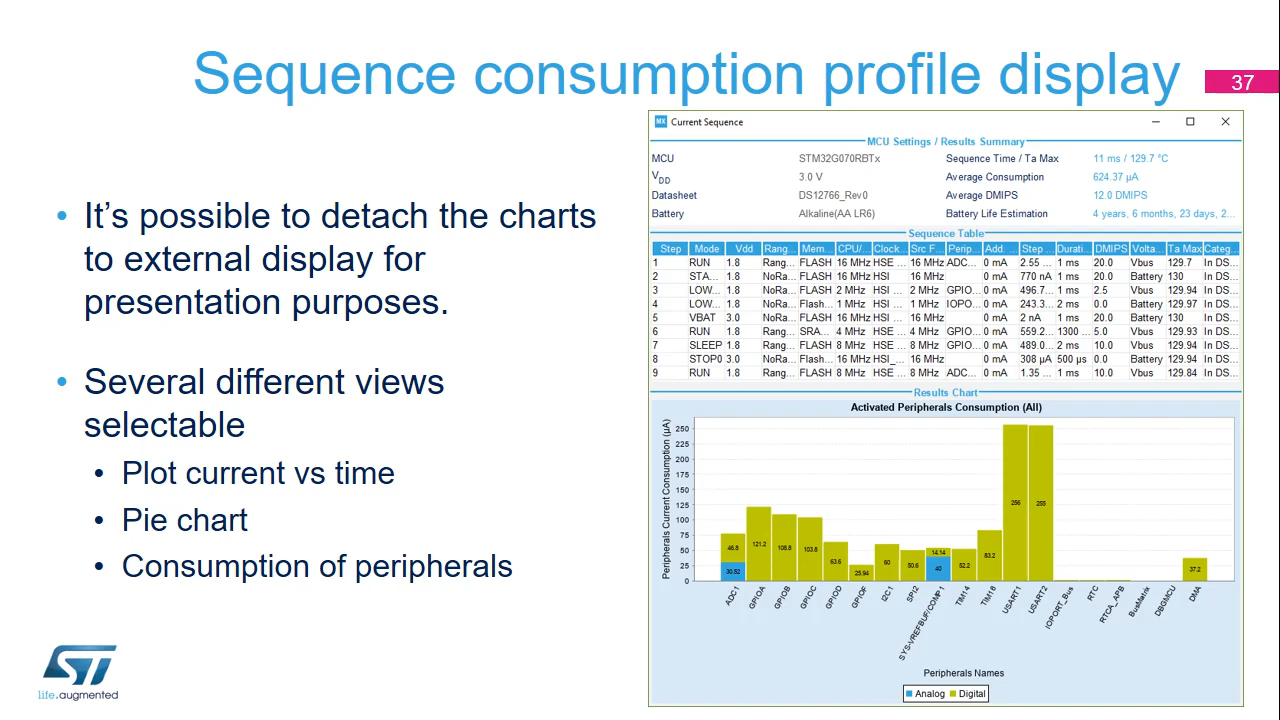 Sequence consumption profile display
37
• It’s possible to detach the charts
to external display for
presentation purposes.
• Several different views
selectable
• Plot current vs time
• Pie chart
• Consumption of peripherals
ST
life.augmented
MX Current Sequence
MCU Settings / Results Summary
MCU STM32G070RBTx Sequence Time / Ta Max 11 ms / 129.7 °C
VDD 3.0 V Average Consumption 624.37 µA
Datasheet DS12766_Rev0 Average DMIPS 12.0 DMIPS
Battery Alkaline(AA LR6) Battery Life Estimation 4 years, 6 months, 23 days, 2...
Sequence Table
Step Mode Vdd Rang... Mem... CPU/... Clock... Src F... Perip... Add. ... Step ... Durati... DMIPS Volta... Ta Max Categ...
1 RUN 1.8 Rang... FLASH 16 MHz HSE ... 16 MHz ADC... 0 mA 2.55 ... 1 ms 20.0 Vbus 129.7 In DS...
2 STA... 1.8 NoRa... FLASH 16 MHz HSI 16 MHz 0 mA 770 nA 1 ms 20.0 Battery 130 In DS...
3 LOW... 1.8 NoRa... FLASH 2 MHz HSI ... 2 MHz GPIO... 0 mA 496.7... 1 ms 2.5 Vbus 129.94 In DS...
4 LOW... 1.8 NoRa... Flash... 1 MHz HSI ... 1 MHz IOPO... 0 mA 243.3... 2 ms 0.0 Battery 129.97 In DS...
5 VBAT 3.0 NoRa... FLASH 16 MHz HSI ... 16 MHz 0 mA 2 nA 1 ms 20.0 Battery 130 In DS...
6 RUN 1.8 Rang... SRA... 4 MHz HSE ... 4 MHz GPIO... 0 mA 559.2... 1300 ... 5.0 Vbus 129.93 In DS...
7 SLEEP 1.8 Rang... FLASH 8 MHz HSE ... 8 MHz GPIO... 0 mA 489.0... 2 ms 10.0 Vbus 129.94 In DS...
8 STOP0 3.0 NoRa... Flash... 16 MHz HSI_... 16 MHz 0 mA 308 µA 500 µs 0.0 Battery 129.94 In DS...
9 RUN 1.8 Rang... FLASH 8 MHz HSE ... 8 MHz ADC... 0 mA 1.35 ... 1 ms 10.0 Vbus 129.84 In DS...
Results Chart
Activated Peripherals Consumption (All)
Peripherals Current Consumption (µA)
250
225
200
175
150
125
100
75
50
25
0
46.8
30.52
121.2
108.8
103.8
63.6
25.94
60
50.6
14.14
40
52.2
83.2
256
255
37.2
ADC1
GPIOA
GPIOB
GPIOC
GPIOD
GPIOF
I2C1
SPI2
SYS-VREFBUF/COMP1
TIM14
TIM16
USART1
USART2
IOPORT_Bus
RTC
RTCA_APB
BusMatrix
DBGMCU
DMA
Peripherals Names
Analog Digital